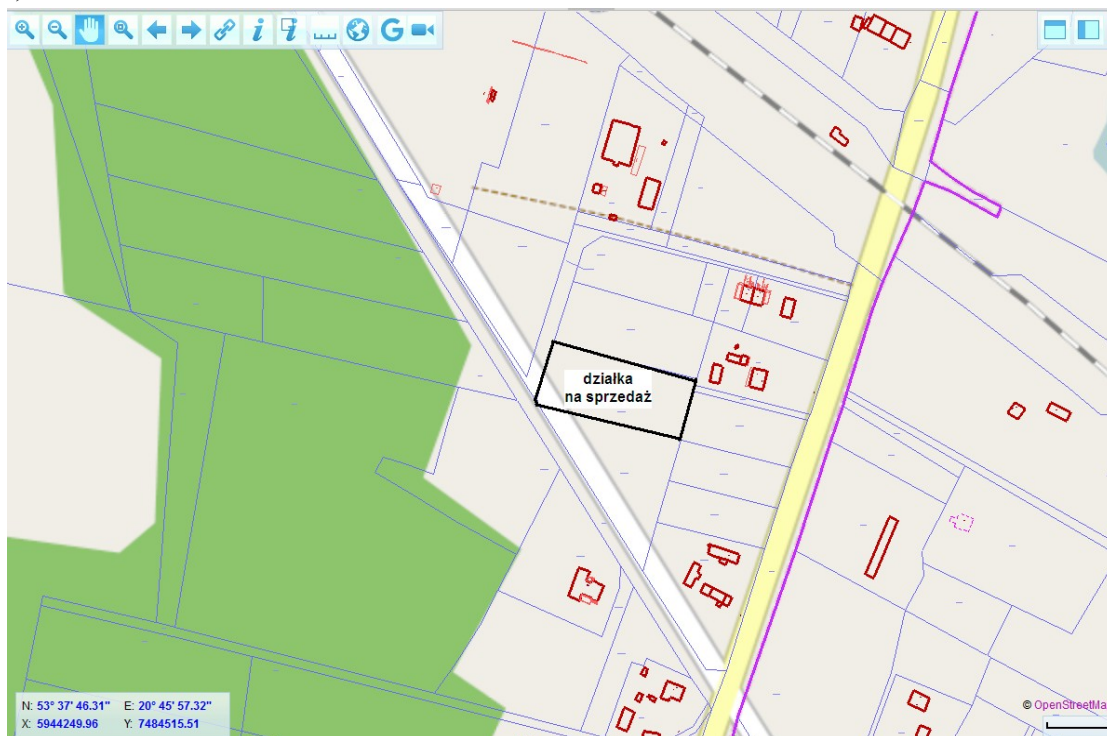 działka
na sprzedaż
N: 53° 37' 46.31" E: 20° 45' 57.32"
X: 5944249.96 Y: 7484515.51
© OpenStreetMa